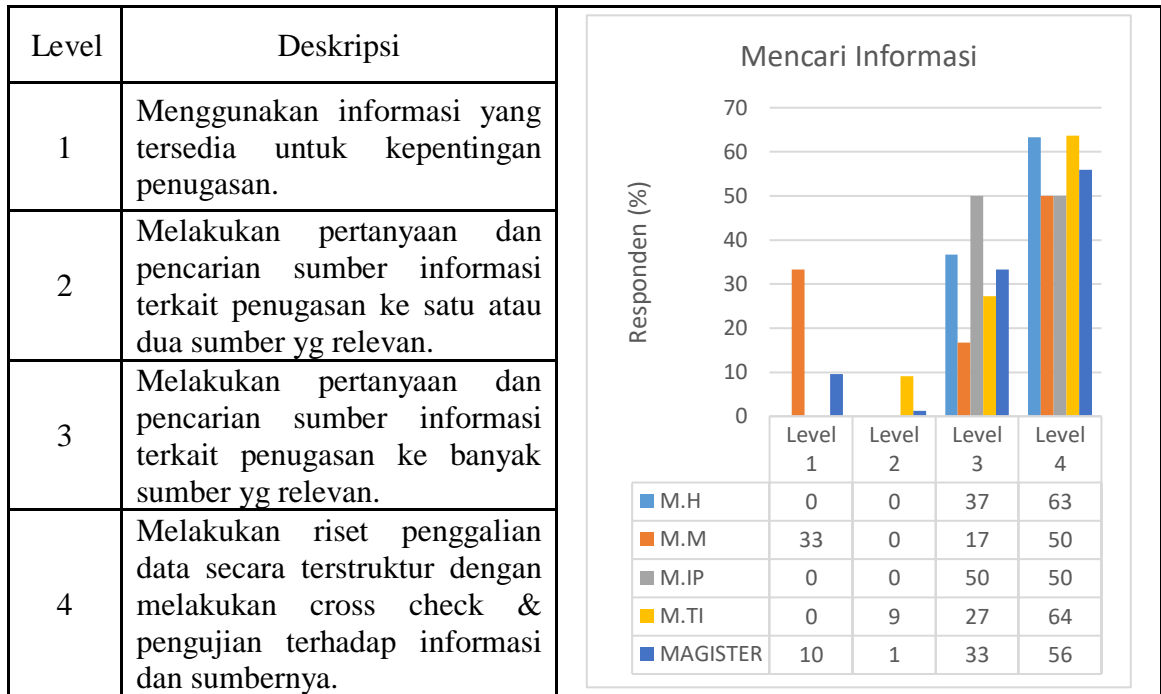 Level Deskripsi
1
Menggunakan informasi yang
tersedia untuk kepentingan
penugasan.
2
Melakukan pertanyaan dan
pencarian sumber informasi
terkait penugasan ke satu atau
dua sumber yg relevan.
3
Melakukan pertanyaan dan
pencarian sumber informasi
terkait penugasan ke banyak
sumber yg relevan.
4
Melakukan riset penggalian
data secara terstruktur dengan
melakukan cross check &
pengujian terhadap informasi
dan sumbernya.
Mencari Informasi
Responden (%)
70
60
50
40
30
20
10
0
Level Level Level Level
1 2 3 4
M.H 0 0 37 63
M.M 33 0 17 50
M.IP 0 0 50 50
M.TI 0 9 27 64
MAGISTER 10 1 33 56